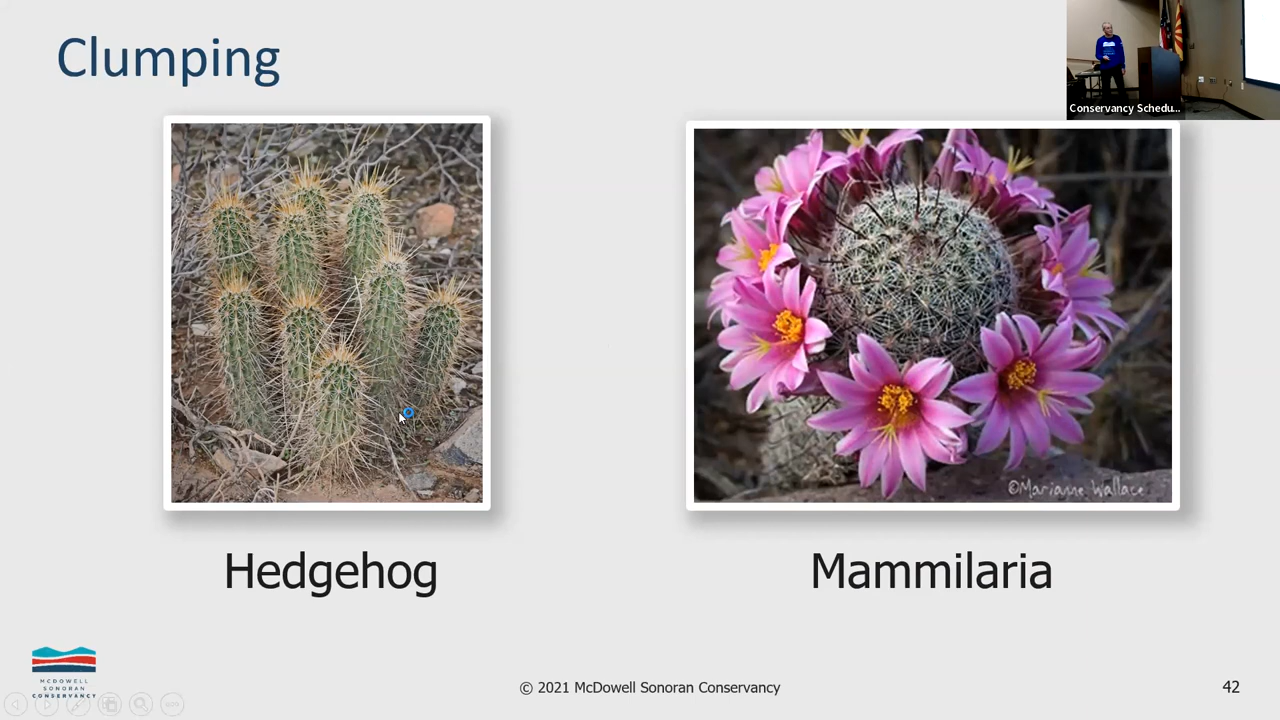 Clumping
Conservancy Schedu...
©Marianne Wallace
Hedgehog
Mammilaria
MCDOWELL
SONORAN
CONSERVANCY
© 2021 McDowell Sonoran Conservancy
42